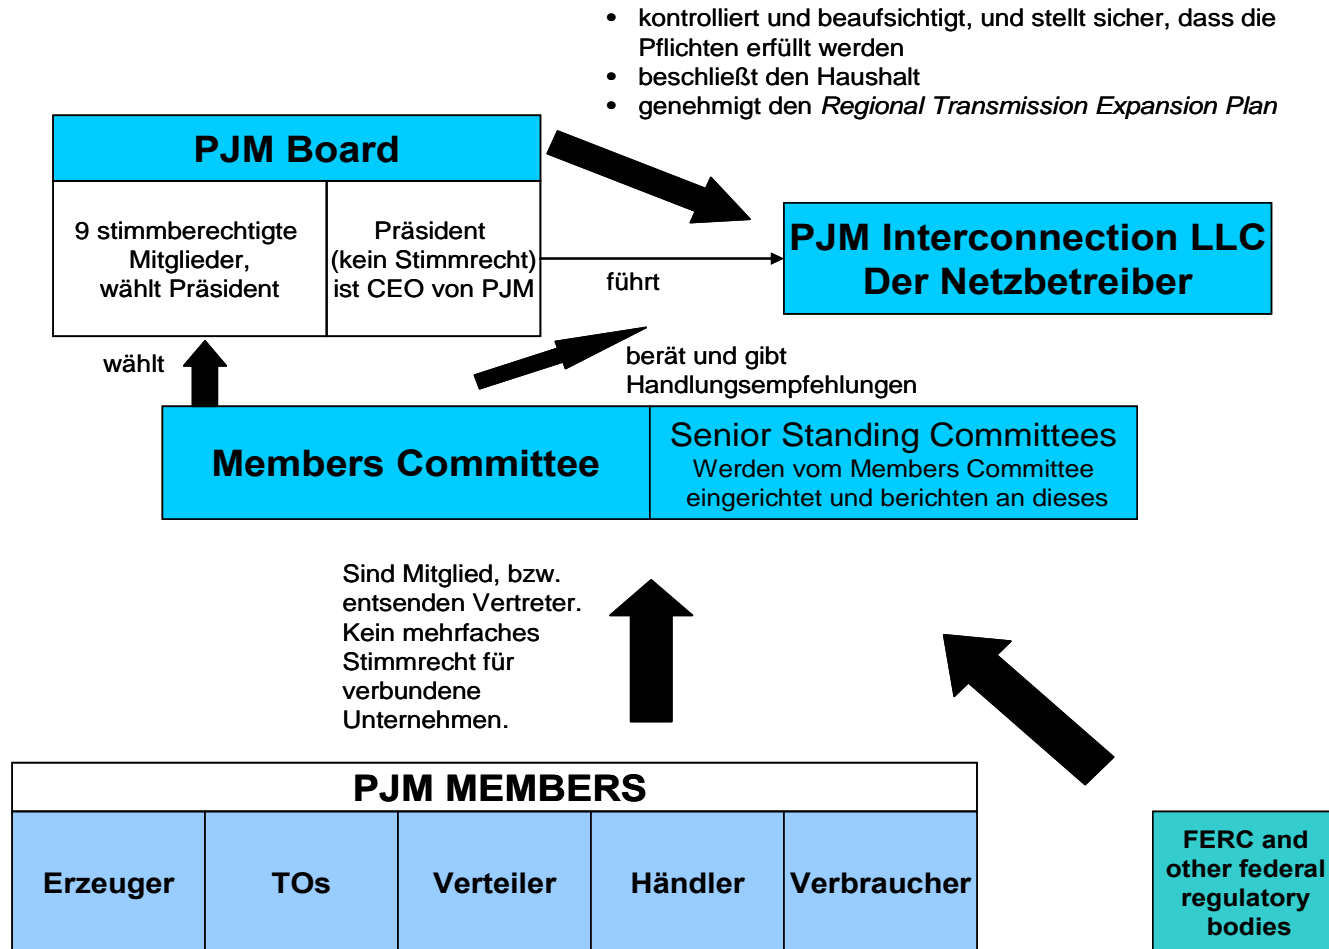 • kontrolliert und beaufsichtigt, und stellt sicher, dass die
Pflichten erfüllt werden
• beschließt den Haushalt
• genehmigt den Regional Transmission Expansion Plan
PJM Board
9 stimmberechtigte
Mitglieder,
wählt Präsident
Präsident
(kein Stimmrecht)
ist CEO von PJM
führt
PJM Interconnection LLC
Der Netzbetreiber
wählt
berät und gibt
Handlungsempfehlungen
Members Committee
Senior Standing Committees
Werden vom Members Committee
eingerichtet und berichten an dieses
Sind Mitglied, bzw.
entsenden Vertreter.
Kein mehrfaches
Stimmrecht für
verbundene
Unternehmen.
PJM MEMBERS
Erzeuger
TOs
Verteiler
Händler
Verbraucher
FERC and
other federal
regulatory
bodies